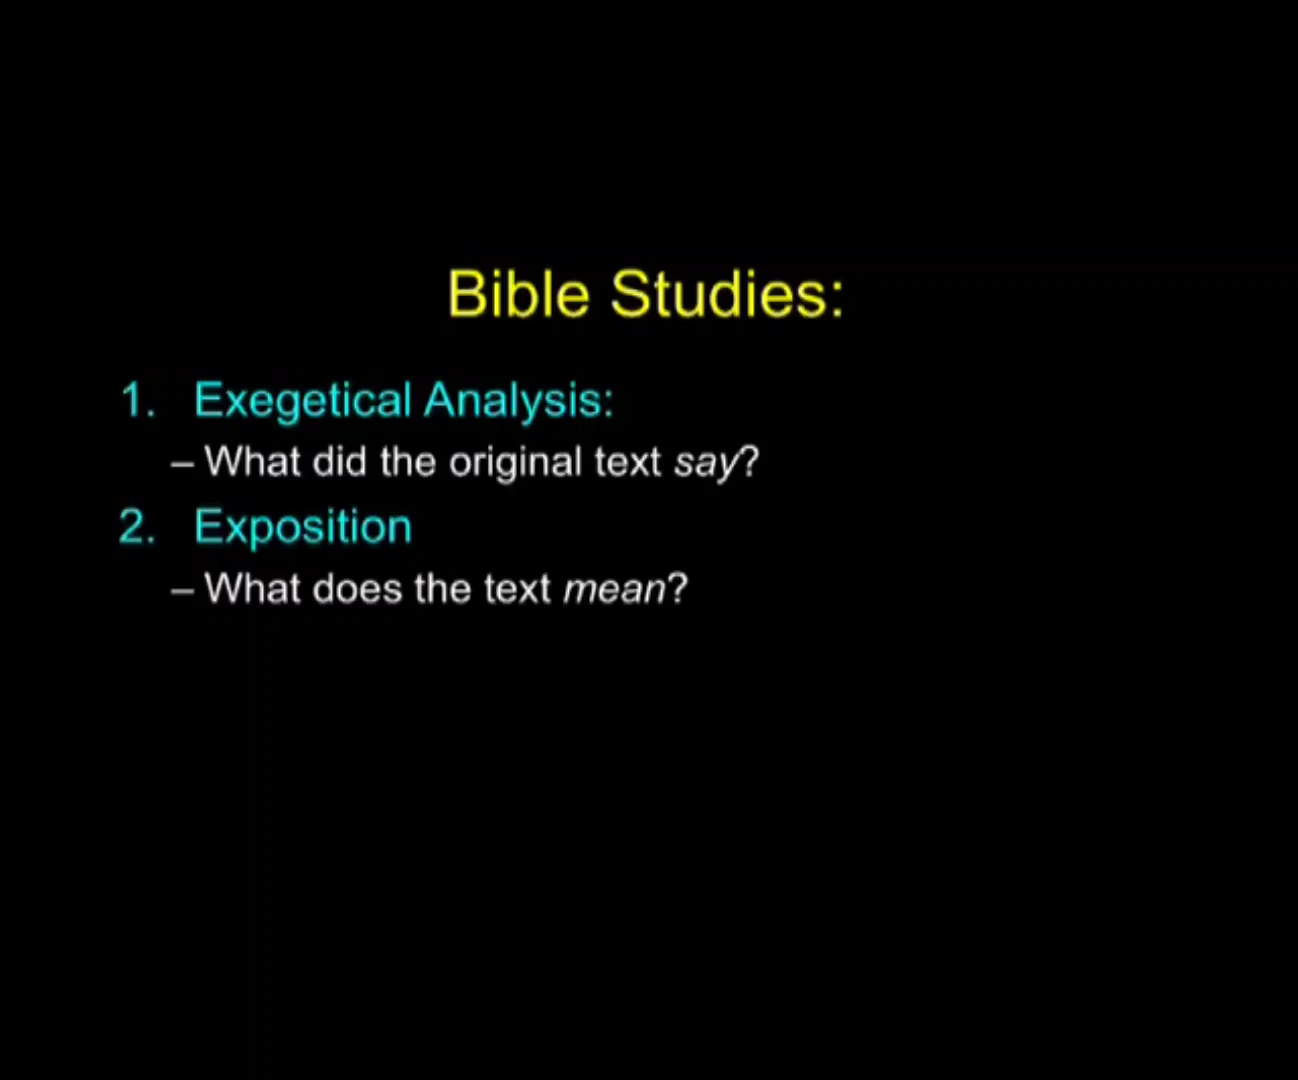 Bible Studies:
1. Exegetical Analysis:
– What did the original text say?
2. Exposition
– What does the text mean?